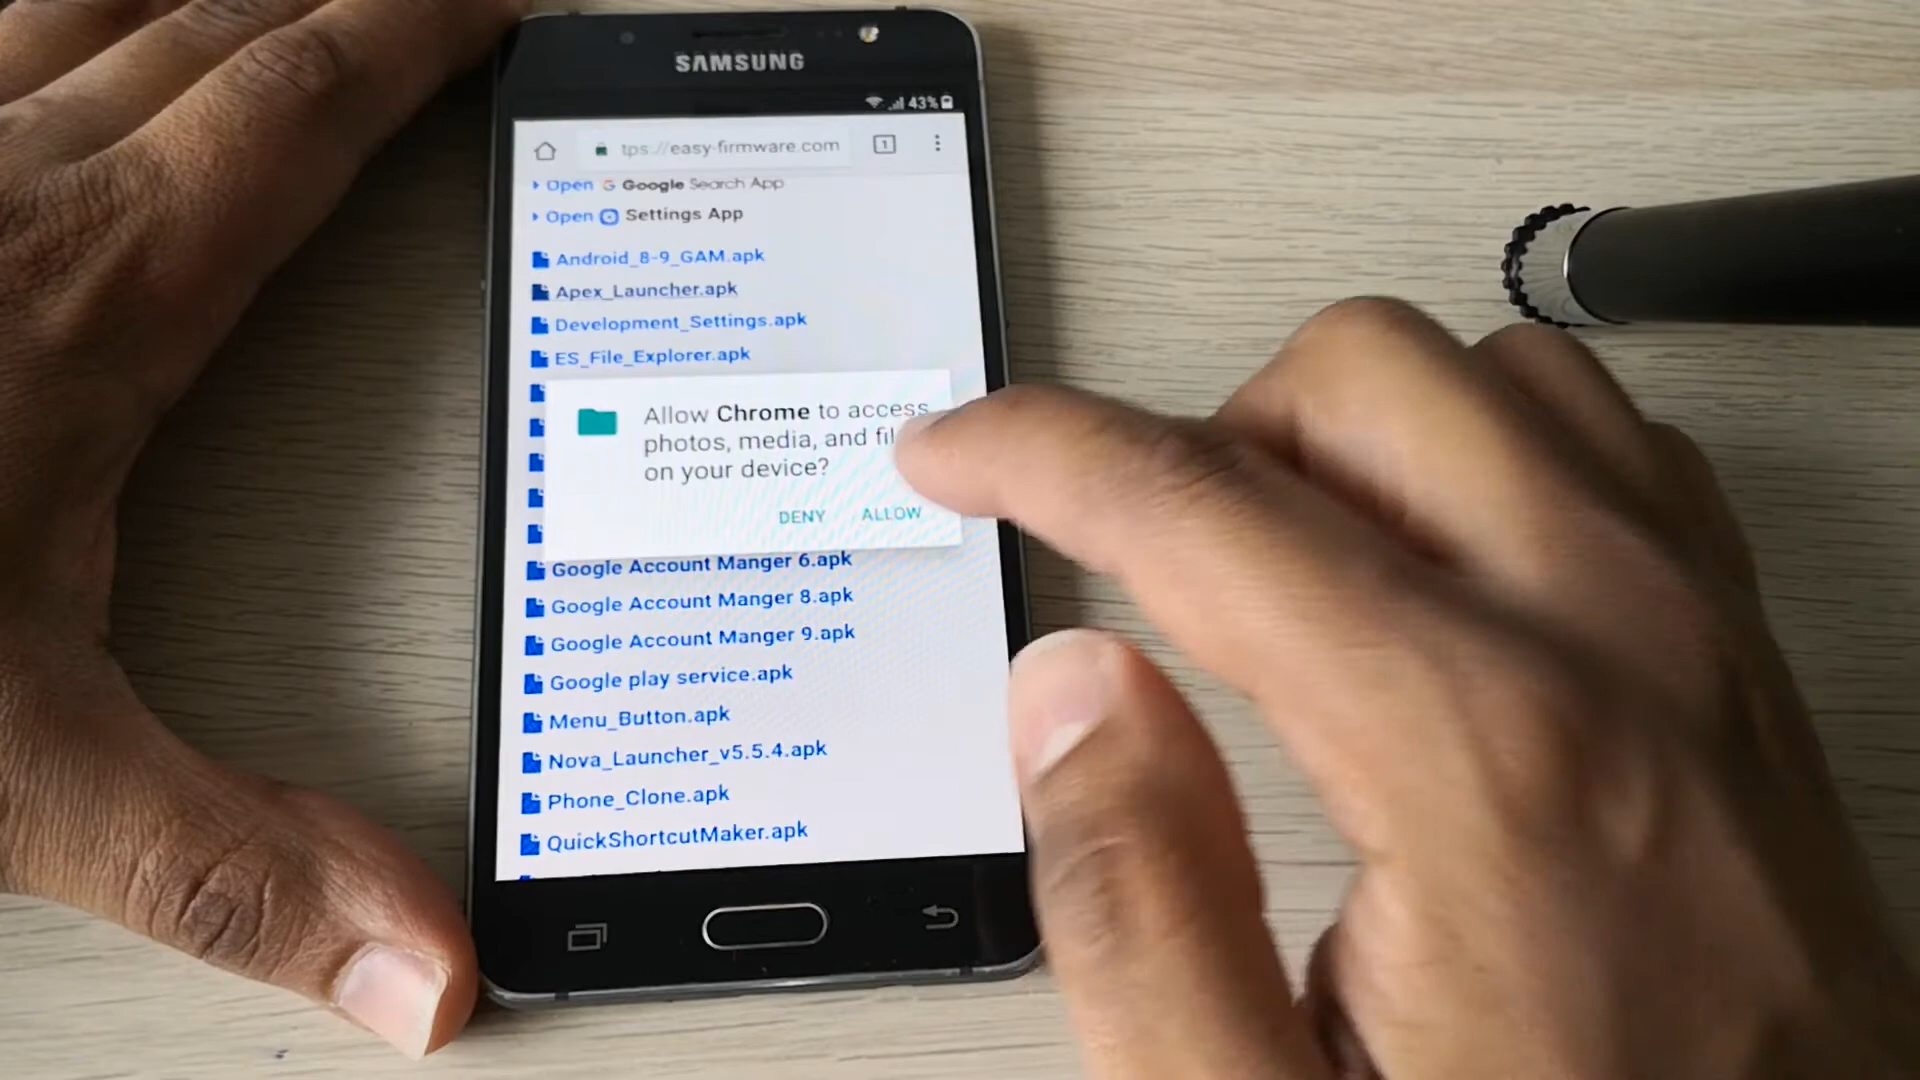 SAMSUNG
43%
tps://easy-firmware.com
1
Open G Google Search App
Open Settings App
Android_8-9_GAM.apk
Apex_Launcher.apk
Development_Settings.apk
ES_File_Explorer.apk
Allow Chrome to access
photos, media, and fil
on your device?
DENY ALLOW
Google Account Manger 6.apk
Google Account Manger 8.apk
Google Account Manger 9.apk
Google play service.apk
Menu_Button.apk
Nova_Launcher_v5.5.4.apk
Phone_Clone.apk
QuickShortcutMaker.apk